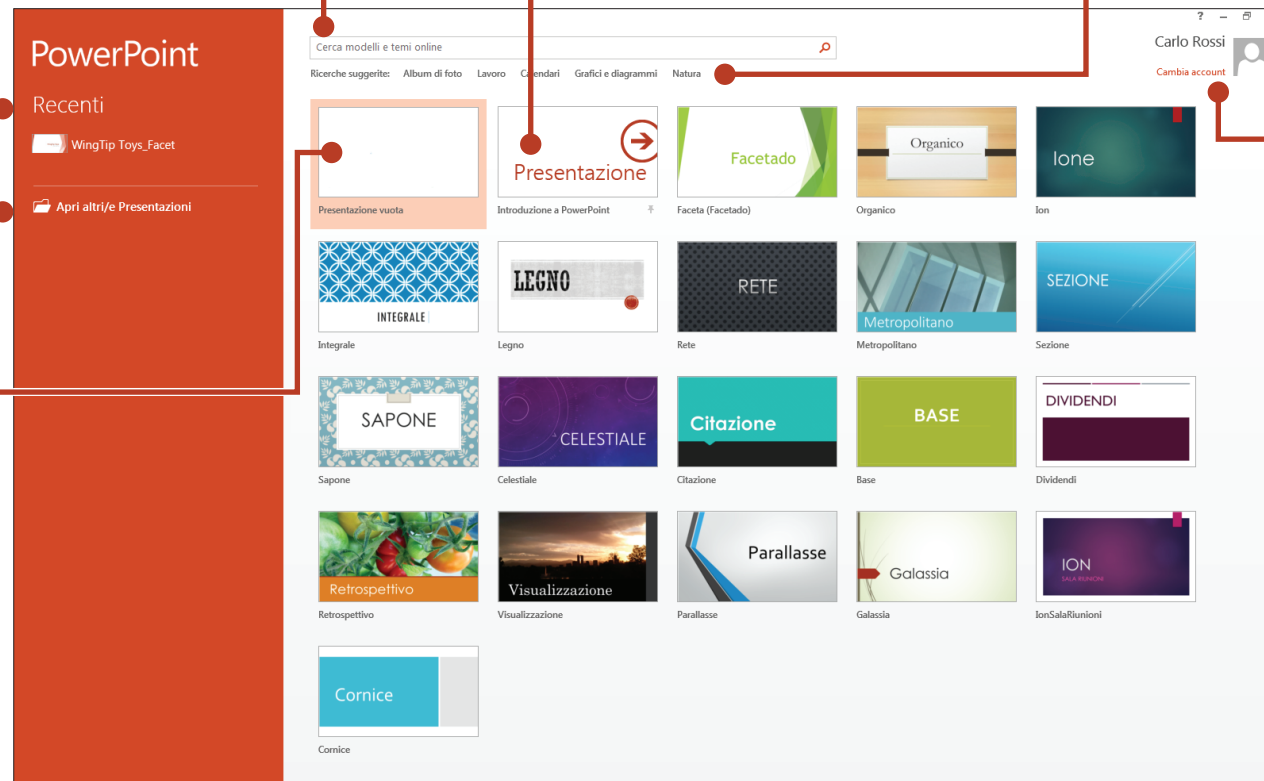 ?
PowerPoint
Recenti
WingTip Toys_Facet
Apri altri/e Presentazioni
Cerca modelli e temi online
Carlo Rossi
Cambia account
Ricerche suggerite: Album di foto Lavoro Calendari Grafici e diagrammi Natura
Presentazione
Facetado
Organico
Ione
Presentazione vuota
Introduzione a PowerPoint
Faceta (Facetado)
Organico
Ion
INTEGRALE
LEGNO
RETE
Metropolitano
SEZIONE
Integrale
Legno
Rete
Metropolitano
Sezione
SAPONE
CELESTIALE
Citazione
BASE
DIVIDENDI
Sapone
Celestiale
Citazione
Base
Dividendi
Retrospettivo
Visualizzazione
Parallasse
Galassia
ION
SALA RIUNIONI
Retrospettivo
Visualizzazione
Parallasse
Galassia
IonSalaRiunioni
Cornice
Cornice